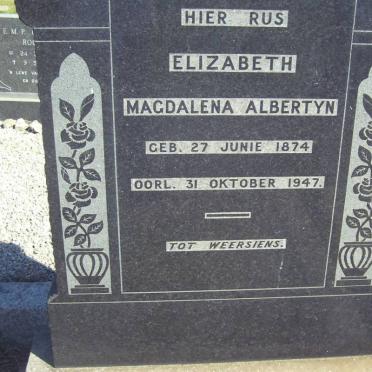 HIER RUS
ELIZABETH
MAGDALENA ALBERTYN
GEB. 27 JUNIE 1874
OORL. 31 OKTOBER 1947.
TOT WEERSIENS.
E.M.P.